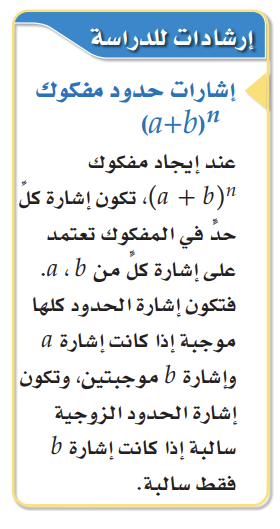 إرشادات للدراسة
إشارات حدود مفكوك
(a+b)ⁿ
عند إيجاد مفكوك
(a + b)ⁿ، تكون إشارة كلِّ
حدٍّ في المفكوك تعتمد
على إشارة كلٍّ من a ، b.
فتكون إشارة الحدود كلها
موجبة إذا كانت إشارة a
وإشارة b موجبتين، وتكون
إشارة الحدود الزوجية
سالبة إذا كانت إشارة b
فقط سالبة.